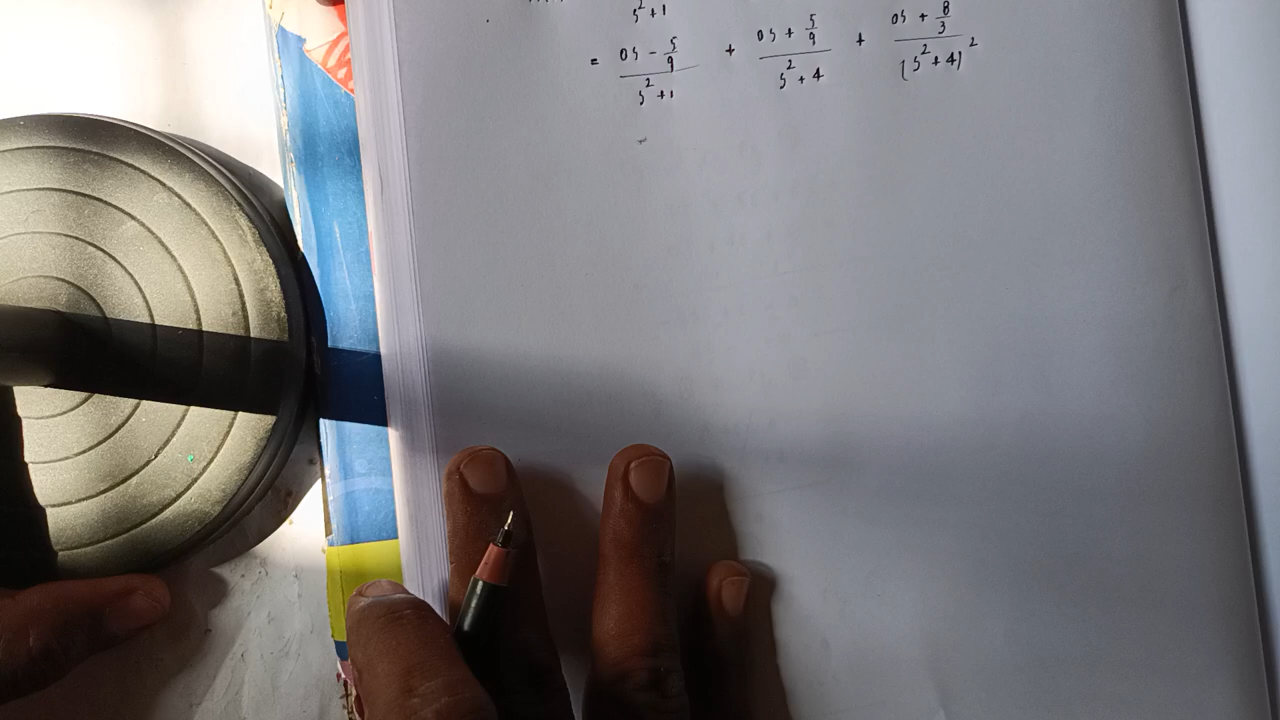 s² + 1
= (0s - 5/9)/(s² + 1) + (0s + 5/9)/(s² + 4) + (0s + 8/3)/(s² + 4)²